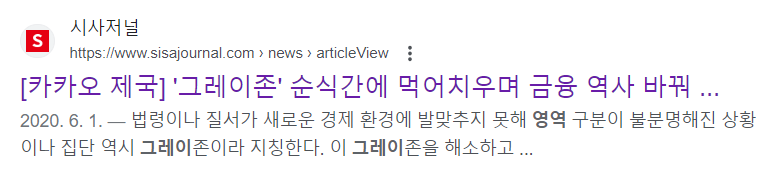 시사저널
S
https://www.sisajournal.com › news › articleView
[카카오 제국] '그레이존' 순식간에 먹어치우며 금융 역사 바꿔 ...
2020. 6. 1. — 법령이나 질서가 새로운 경제 환경에 발맞추지 못해 영역 구분이 불분명해진 상황
이나 집단 역시 그레이존이라 지칭한다. 이 그레이존을 해소하고 ...